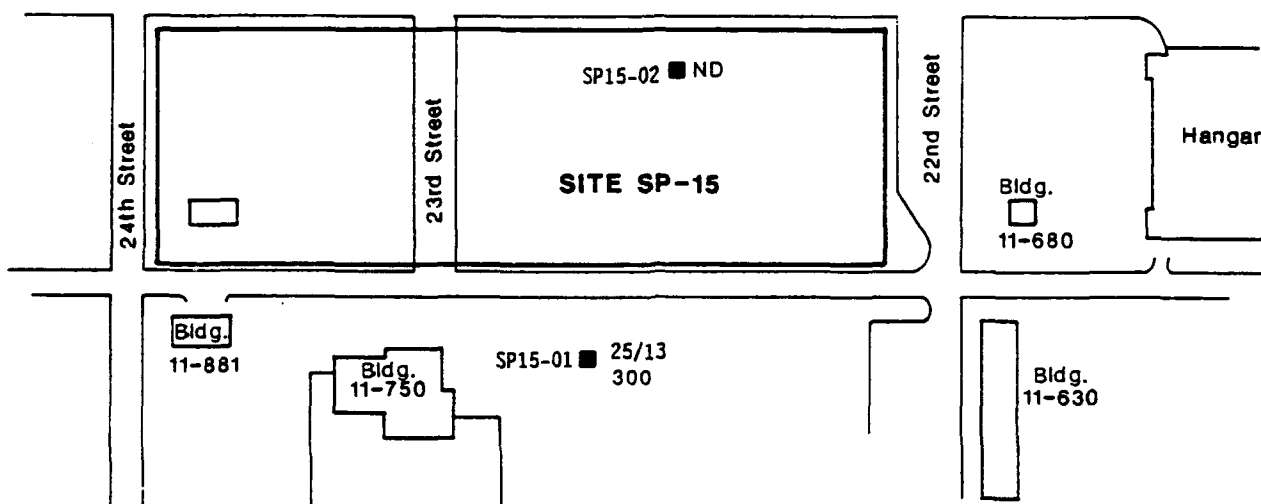 SP15-02 ■ ND
24th Street
23rd Street
22nd Street
Hangar
SITE SP-15
Bldg.
11-680
Bldg.
11-881
Bldg.
11-750
SP15-01 ■ 25/13
300
Bldg.
11-630